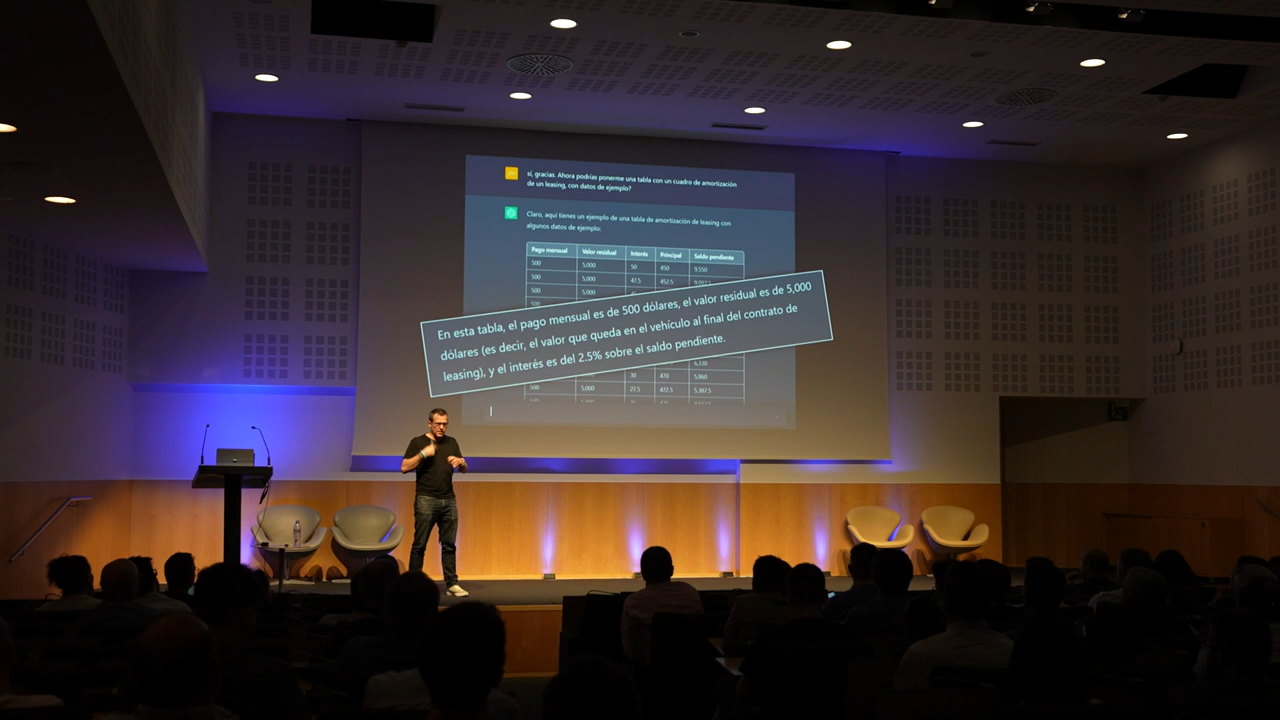 sí, gracias. Ahora podrías ponerme una tabla con un cuadro de amortización
de un leasing, con datos de ejemplo?
Claro, aquí tienes un ejemplo de una tabla de amortización de leasing con
algunos datos de ejemplo:
Pago mensual Valor residual Interés Principal Saldo pendiente
500 5,000 50 450 9,550
500 5,000 47.5 452.5
500 5,000
500
En esta tabla, el pago mensual es de 500 dólares, el valor residual es de 5,000
dólares (es decir, el valor que queda en el vehículo al final del contrato de
leasing), y el interés es del 2.5% sobre el saldo pendiente.
6,330
30 470 5,860
500 5,000 27.5 472.5 5,387.5